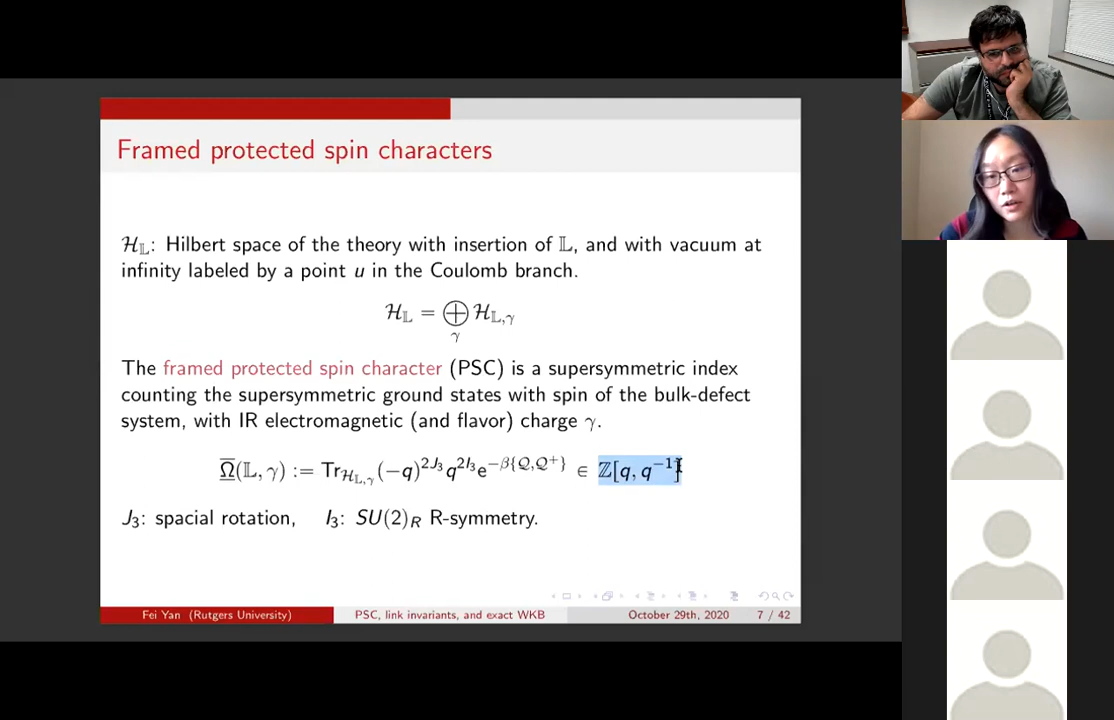 Framed protected spin characters
ℋ_𝕃: Hilbert space of the theory with insertion of 𝕃, and with vacuum at
infinity labeled by a point u in the Coulomb branch.
ℋ_𝕃 = ⊕_γ ℋ_{𝕃,γ}
The framed protected spin character (PSC) is a supersymmetric index
counting the supersymmetric ground states with spin of the bulk-defect
system, with IR electromagnetic (and flavor) charge γ.
Ω̲̅(𝕃, γ) := Tr_{ℋ_{𝕃,γ}} (−q)^{2J₃} q^{2I₃} e^{−β{𝒬,𝒬⁺}} ∈ ℤ[q, q⁻¹]
J₃: spacial rotation, I₃: SU(2)_R R-symmetry.
Fei Yan (Rutgers University) PSC, link invariants, and exact WKB October 29th, 2020 7 / 42